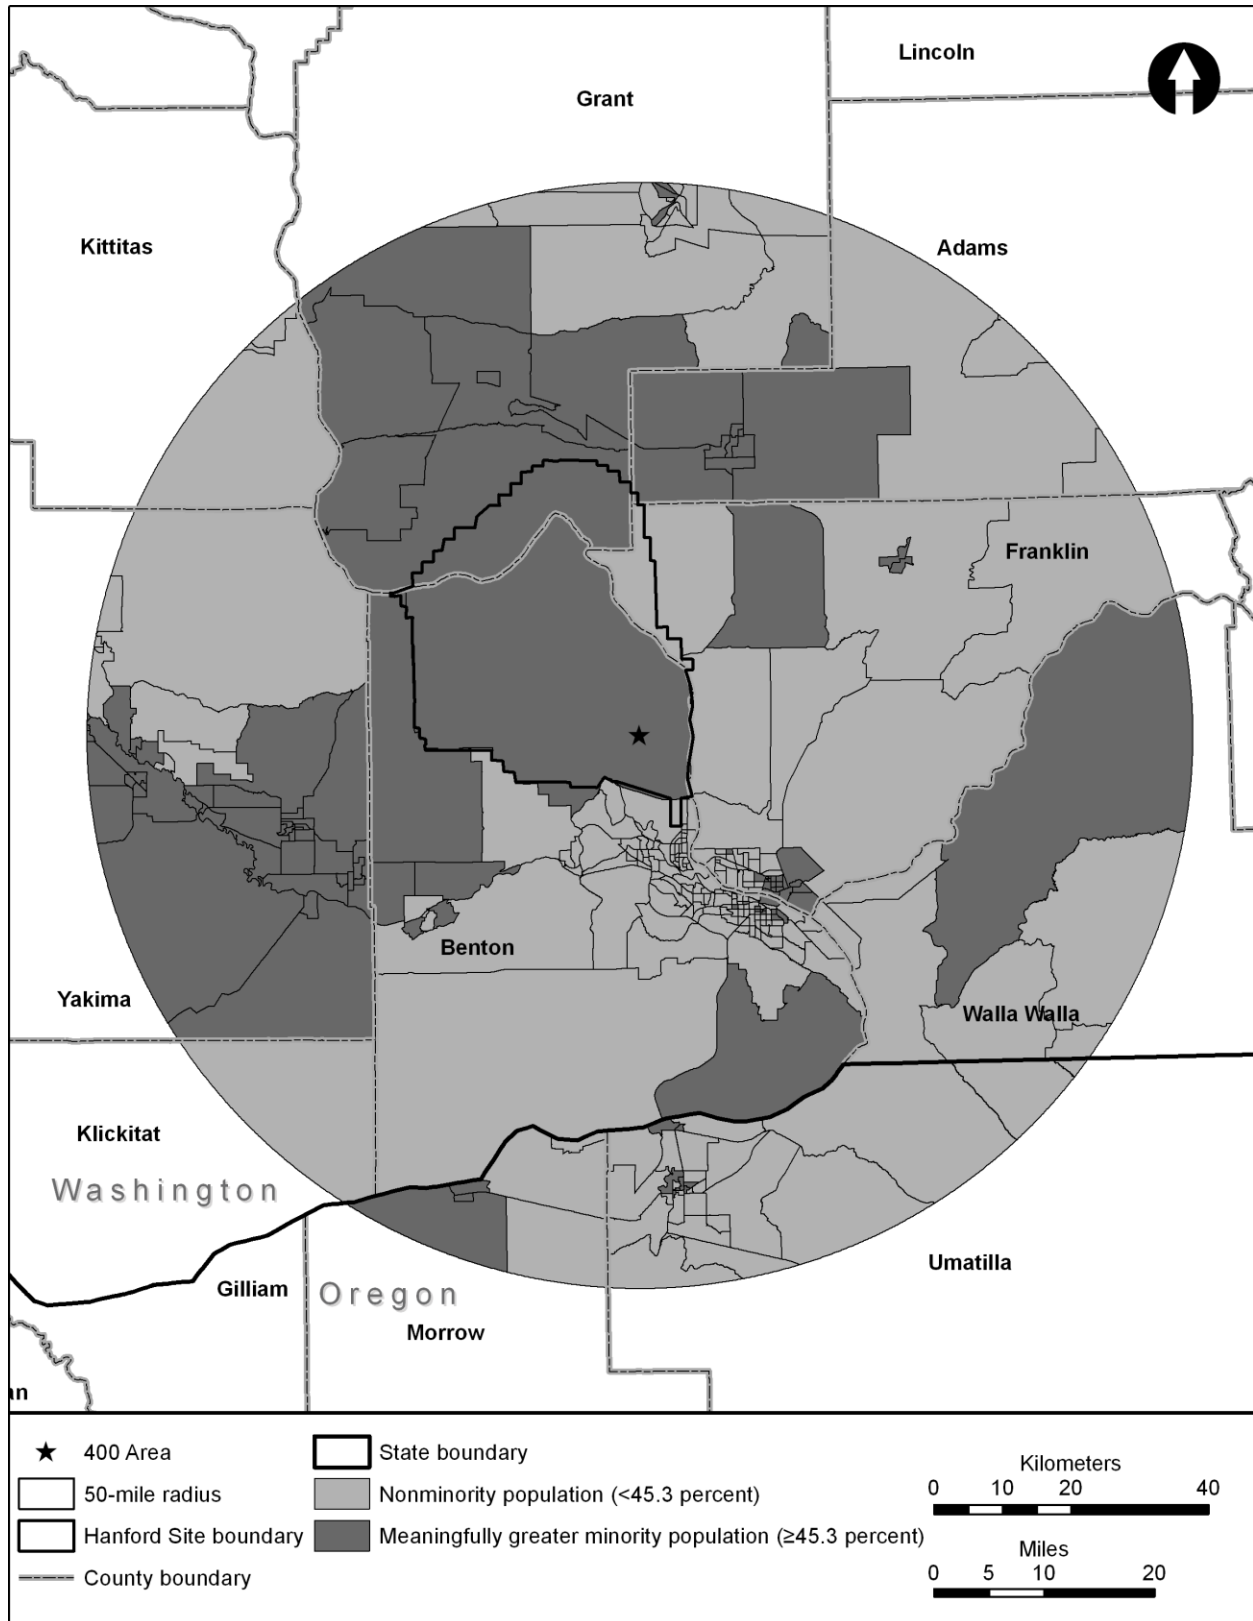 Lincoln
Grant
Kittitas
Adams
Franklin
Benton
Yakima
Walla Walla
Klickitat
Washington
Umatilla
Gilliam
Oregon
Morrow
an
400 Area
State boundary
50-mile radius
Nonminority population (<45.3 percent)
Hanford Site boundary
Meaningfully greater minority population (≥45.3 percent)
County boundary
Kilometers
0 10 20 40
Miles
0 5 10 20